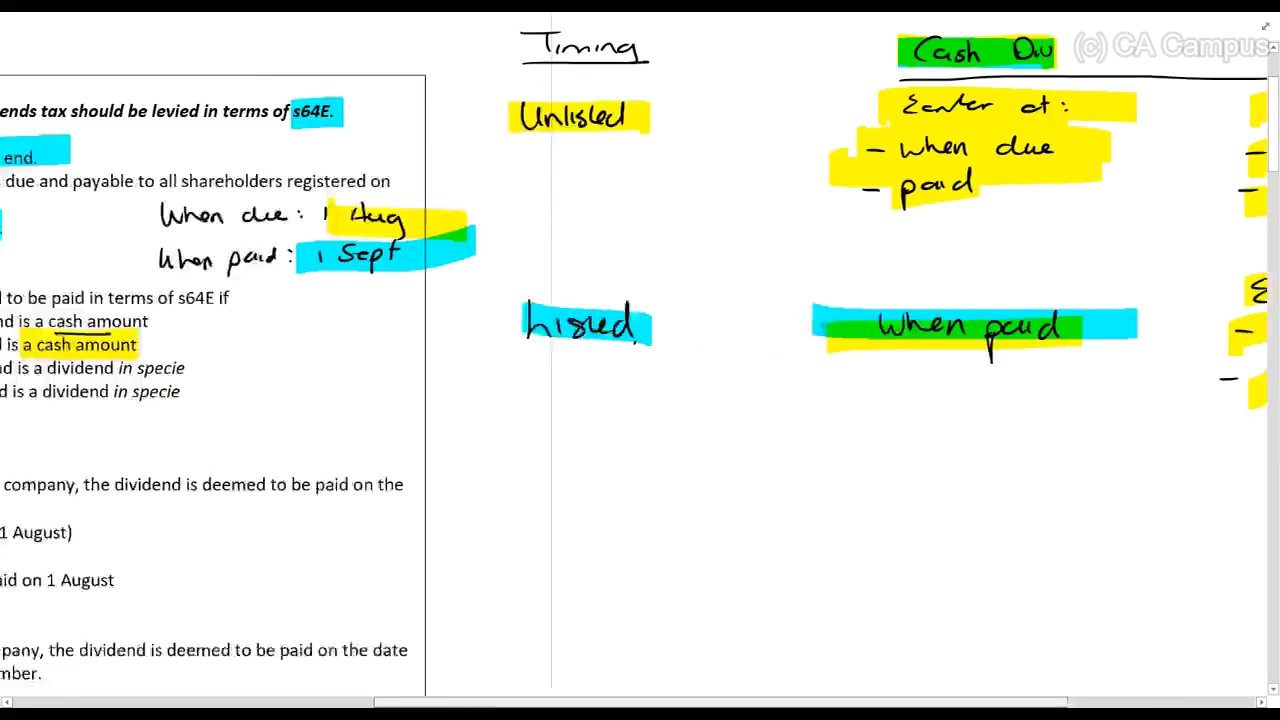 (c) CA Campus
Timing
Cash Div
ends tax should be levied in terms of s64E.
Unlisted
Earlier at:
- when due
- paid
end.
due and payable to all shareholders registered on
When due: 1 Aug
When paid: 1 Sept
to be paid in terms of s64E if
nd is a cash amount
d is a cash amount
nd is a dividend in specie
d is a dividend in specie
Listed
When paid
company, the dividend is deemed to be paid on the
1 August)
aid on 1 August
pany, the dividend is deemed to be paid on the date
mber.